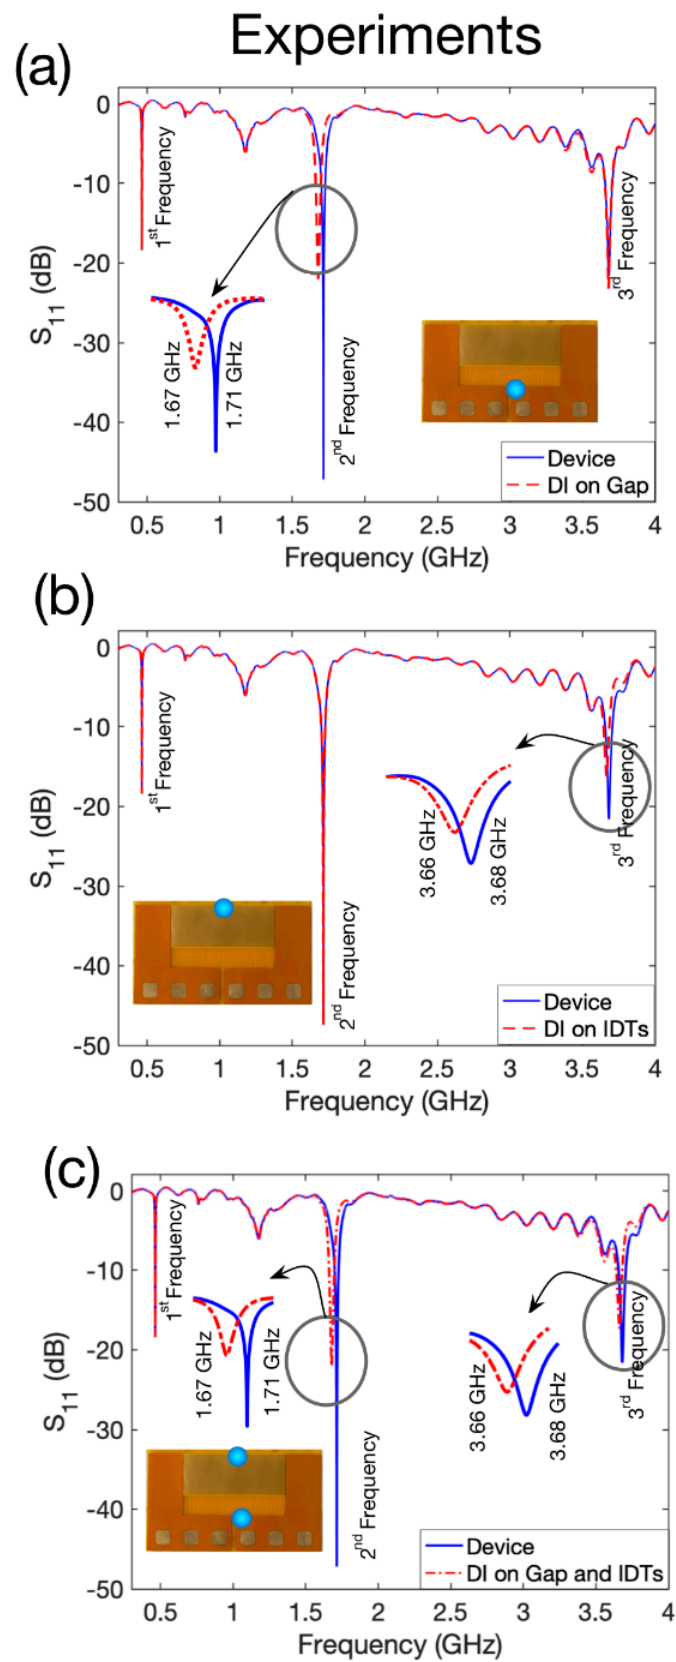 Experiments
(a)
0
-10
-20
-30
-40
-50
S11 (dB)
1st Frequency
2nd Frequency
3rd Frequency
1.67 GHz
1.71 GHz
Device
DI on Gap
0.5 1 1.5 2 2.5 3 3.5 4
Frequency (GHz)
(b)
0
-10
-20
-30
-40
-50
S11 (dB)
1st Frequency
2nd Frequency
3rd Frequency
3.66 GHz
3.68 GHz
Device
DI on IDTs
0.5 1 1.5 2 2.5 3 3.5 4
Frequency (GHz)
(c)
0
-10
-20
-30
-40
-50
S11 (dB)
1st Frequency
2nd Frequency
3rd Frequency
1.67 GHz
1.71 GHz
3.66 GHz
3.68 GHz
Device
DI on Gap and IDTs
0.5 1 1.5 2 2.5 3 3.5 4
Frequency (GHz)